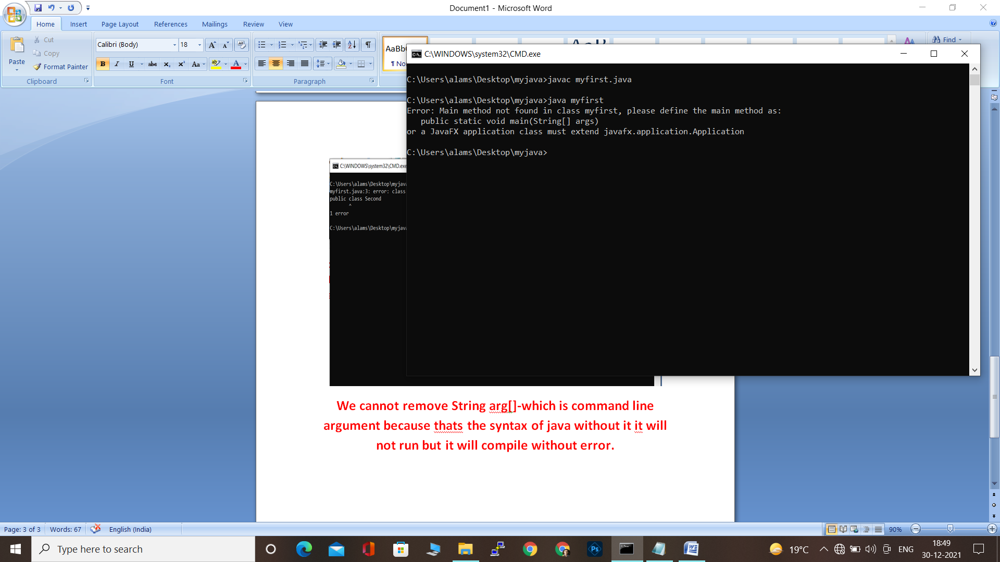 Document1 - Microsoft Word
Home Insert Page Layout References Mailings Review View
Paste
Cut
Copy
Format Painter
Clipboard
Calibri (Body) 18
Font
Paragraph
Find
C:\WINDOWS\system32\CMD.exe
C:\Users\alams\Desktop\myjava>javac myfirst.java
C:\Users\alams\Desktop\myjava>java myfirst
Error: Main method not found in class myfirst, please define the main method as:
public static void main(String[] args)
or a JavaFX application class must extend javafx.application.Application
C:\Users\alams\Desktop\myjava>
C:\WINDOWS\system32\CMD.exe
C:\Users\alams\Desktop\myjava
myfirst.java:3: error: class
public class Second
^
1 error
C:\Users\alams\Desktop\myjava
We cannot remove String arg[]-which is command line
argument because thats the syntax of java without it it will
not run but it will compile without error.
Page: 3 of 3 Words: 67 English (India) 90%
Type here to search
19°C ENG
18:49
30-12-2021